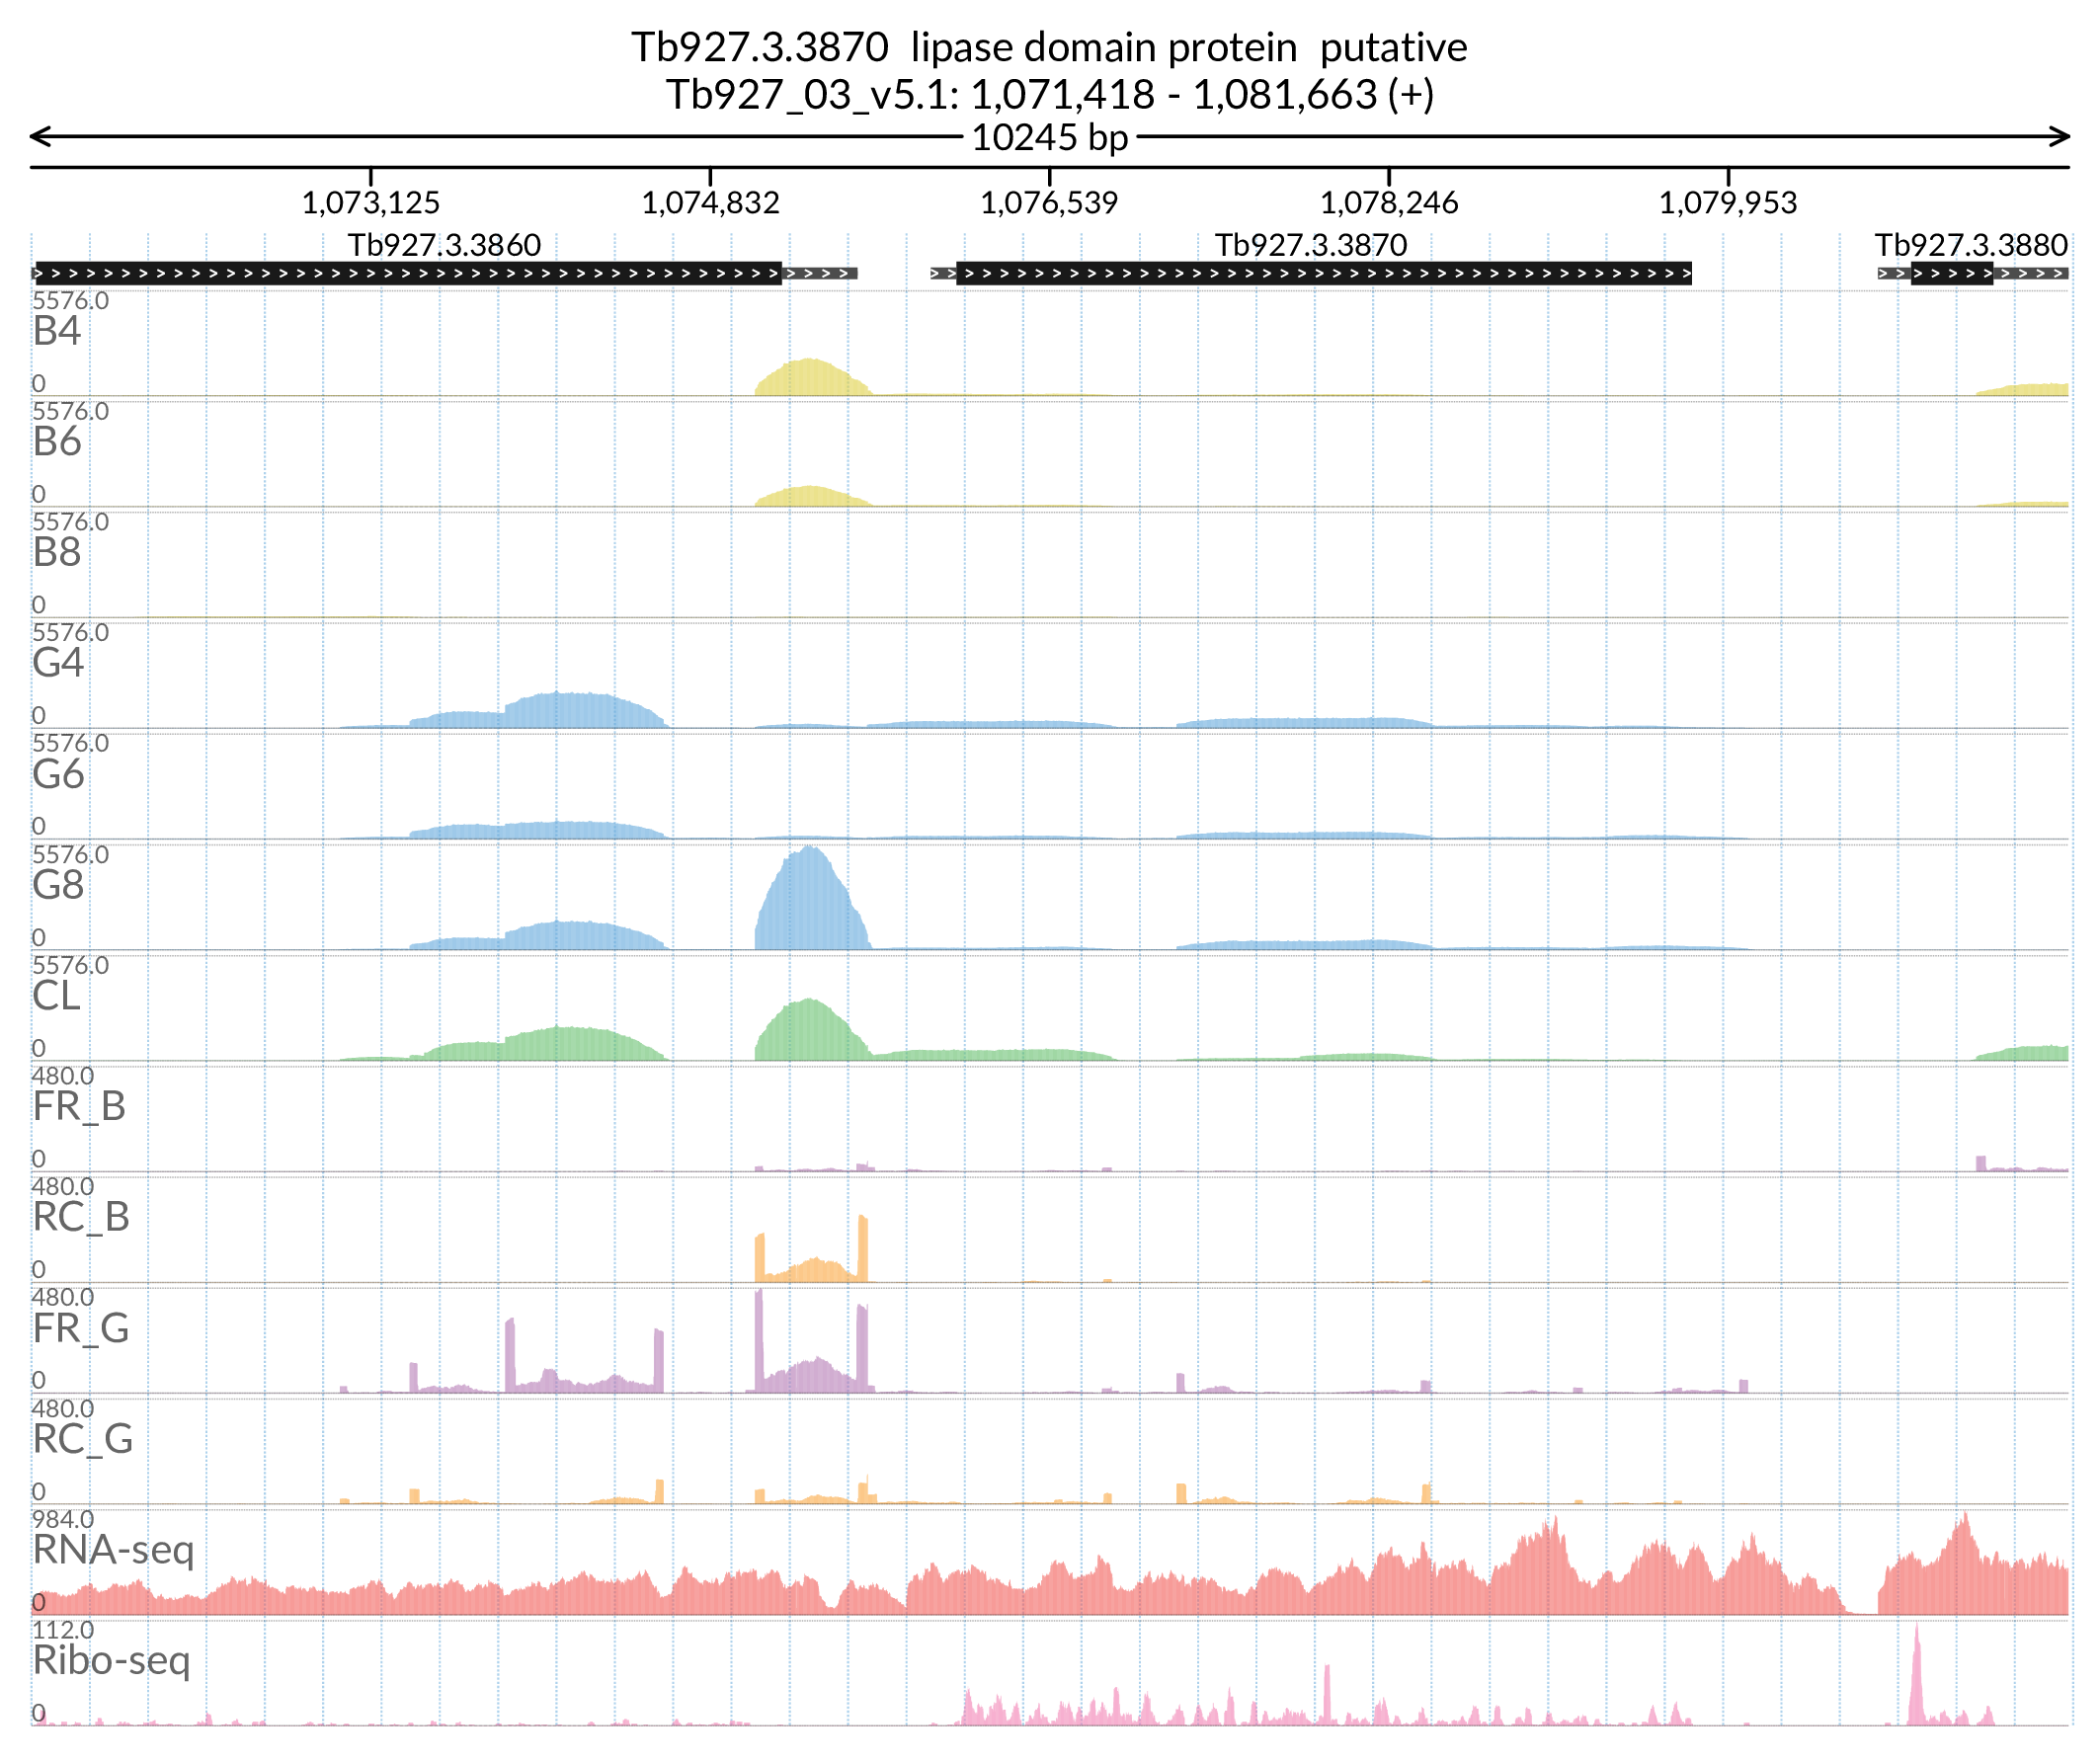 Tb927.3.3870  lipase domain protein  putative
Tb927_03_v5.1: 1,071,418 - 1,081,663 (+)
10245 bp
1,073,125 1,074,832 1,076,539 1,078,246 1,079,953
Tb927.3.3860 Tb927.3.3870 Tb927.3.3880
5576.0
B4
0
5576.0
B6
0
5576.0
B8
0
5576.0
G4
0
5576.0
G6
0
5576.0
G8
0
5576.0
CL
0
480.0
FR_B
0
480.0
RC_B
0
480.0
FR_G
0
480.0
RC_G
0
984.0
RNA-seq
0
112.0
Ribo-seq
0